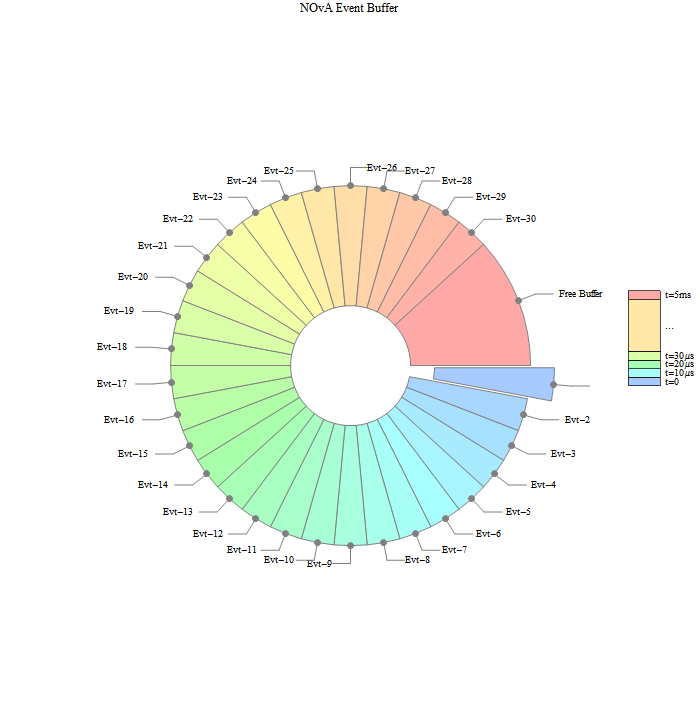 NOvA Event Buffer
Evt−25
Evt−26
Evt−27
Evt−24
Evt−28
Evt−23
Evt−29
Evt−22
Evt−30
Evt−21
Evt−20
Free Buffer
t=5ms
Evt−19
...
Evt−18
t=30μs
t=20μs
t=10μs
t=0
Evt−17
Evt−16
Evt−2
Evt−15
Evt−3
Evt−14
Evt−4
Evt−13
Evt−5
Evt−12
Evt−6
Evt−11
Evt−7
Evt−10
Evt−9
Evt−8